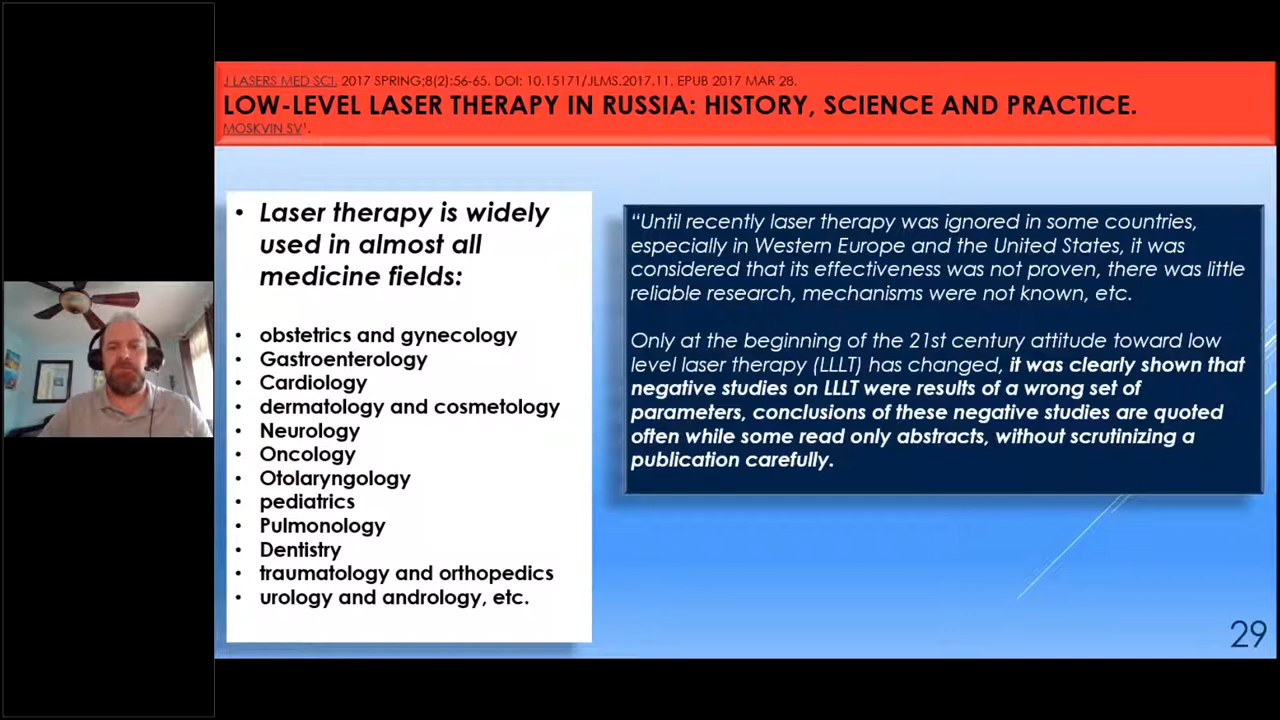 J LASERS MED SCI. 2017 SPRING;8(2):56-65. DOI: 10.15171/JLMS.2017.11. EPUB 2017 MAR 28.
LOW-LEVEL LASER THERAPY IN RUSSIA: HISTORY, SCIENCE AND PRACTICE.
MOSKVIN SV¹.
• Laser therapy is widely
used in almost all
medicine fields:
• obstetrics and gynecology
• Gastroenterology
• Cardiology
• dermatology and cosmetology
• Neurology
• Oncology
• Otolaryngology
• pediatrics
• Pulmonology
• Dentistry
• traumatology and orthopedics
• urology and andrology, etc.
“Until recently laser therapy was ignored in some countries,
especially in Western Europe and the United States, it was
considered that its effectiveness was not proven, there was little
reliable research, mechanisms were not known, etc.
Only at the beginning of the 21st century attitude toward low
level laser therapy (LLLT) has changed, it was clearly shown that
negative studies on LLLT were results of a wrong set of
parameters, conclusions of these negative studies are quoted
often while some read only abstracts, without scrutinizing a
publication carefully.
29